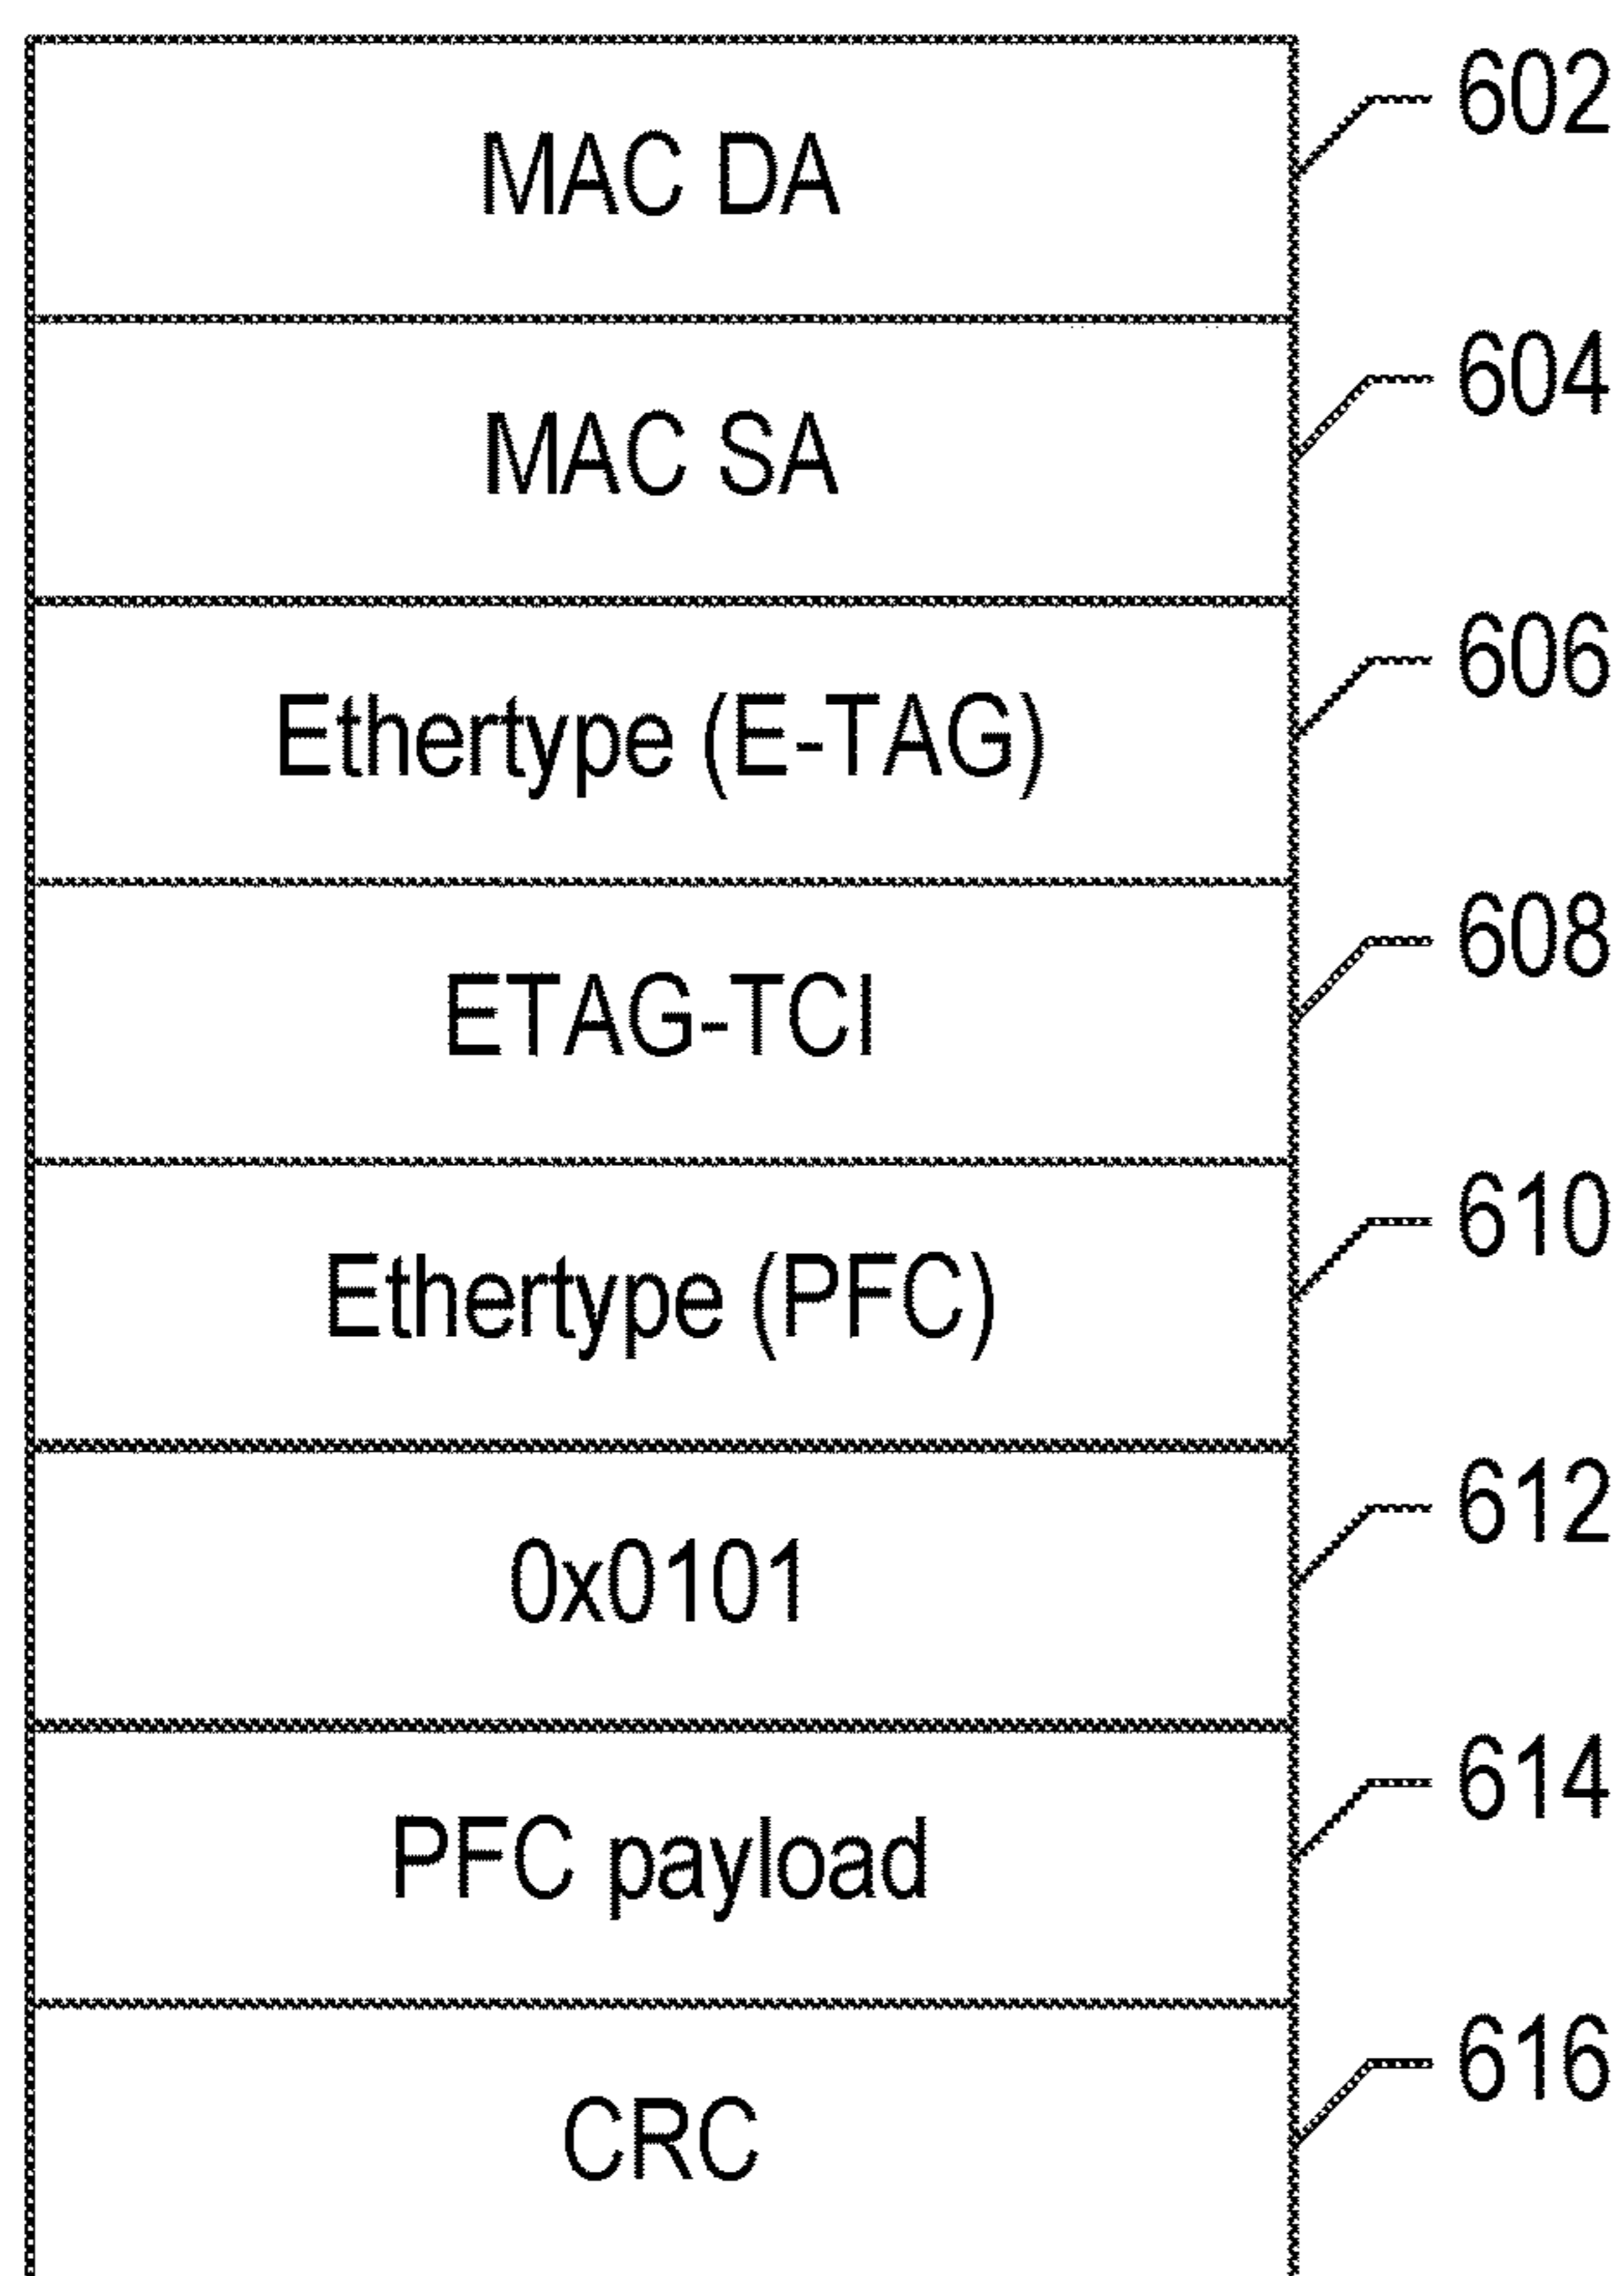 MAC DA 602
MAC SA 604
Ethertype (E-TAG) 606
ETAG-TCI 608
Ethertype (PFC) 610
0x0101 612
PFC payload 614
CRC 616